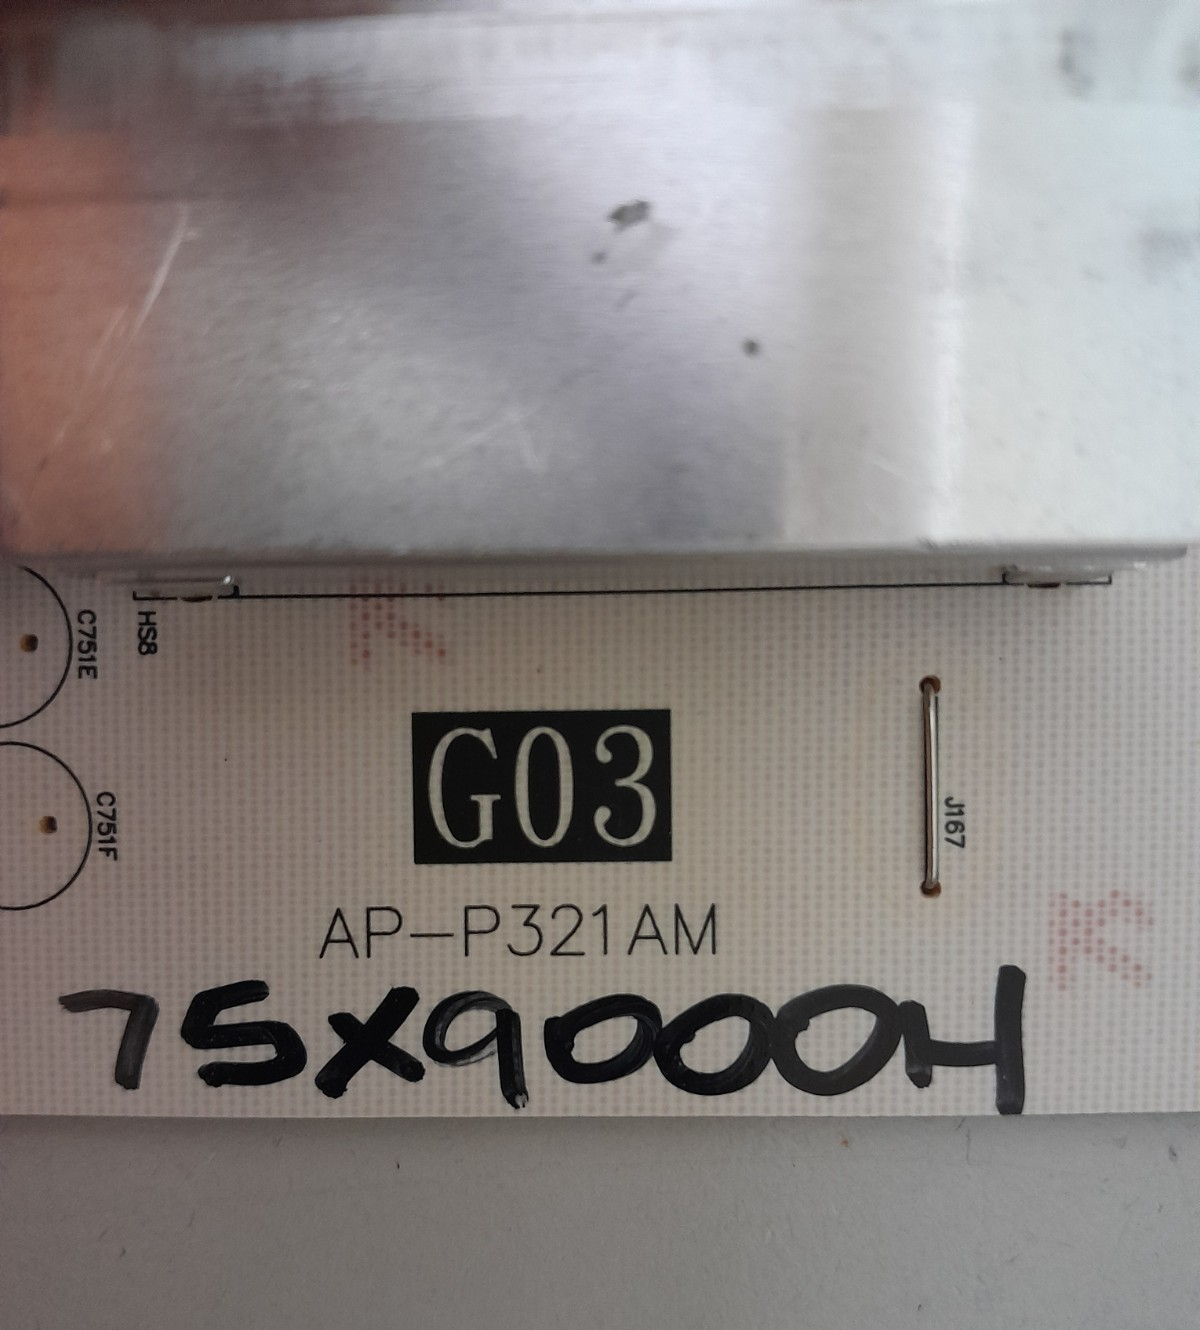 C751E
HS8
G03
J167
C751F
AP-P321AM
75X9000H